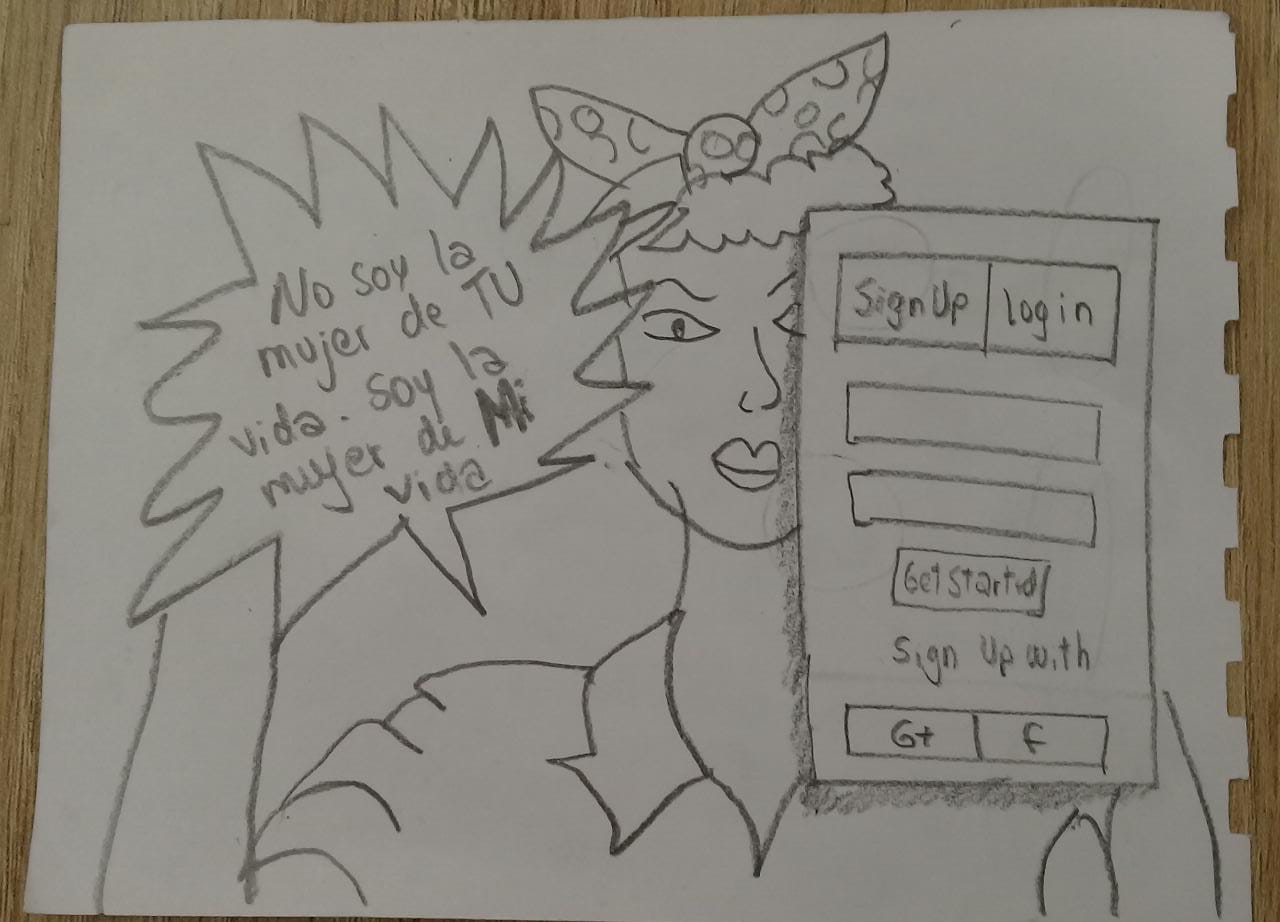 No soy la
mujer de TU
vida. soy la
mujer de Mi
vida
Sign Up
log in
Get Started
Sign Up with
G+
F